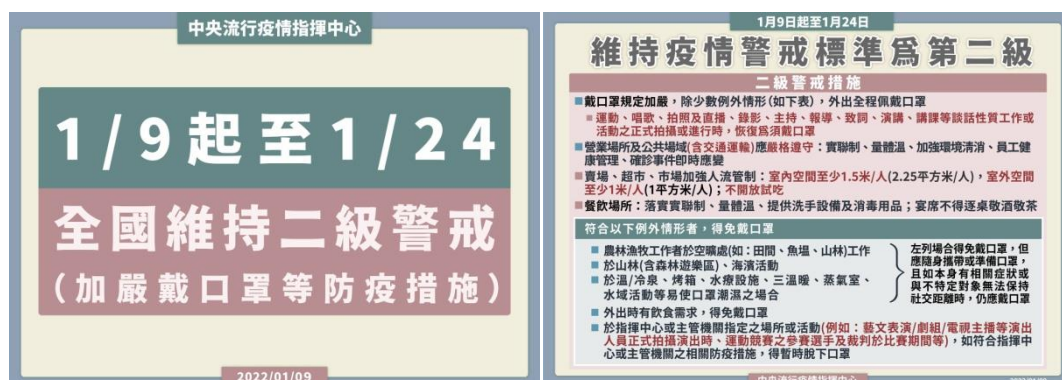 中央流行疫情指揮中心
1/9起至1/24
全國維持二級警戒
(加嚴戴口罩等防疫措施)
2022/01/09
1月9日起至1月24日
維持疫情警戒標準爲第二級
二級警戒措施
戴口罩規定加嚴，除少數例外情形(如下表)，外出全程佩戴口罩
運動、唱歌、拍照及直播、錄影、主持、報導、致詞、演講、講課等談話性質工作或
活動之正式拍攝或進行時，恢復爲須戴口罩
營業場所及公共場域(含交通運輸)應嚴格遵守：實聯制、量體溫、加強環境清消、員工健
康管理、確診事件即時應變
賣場、超市、市場加強人流管制：室內空間至少1.5米/人(2.25平方米/人)，室外空間
至少1米/人(1平方米/人)；不開放試吃
餐飲場所：落實實聯制、量體溫、提供洗手設備及消毒用品；宴席不得逐桌敬酒敬茶
符合以下例外情形者，得免戴口罩
農林漁牧工作者於空曠處(如：田間、魚塭、山林)工作
於山林(含森林遊樂區)、海濱活動
於溫/冷泉、烤箱、水療設施、三溫暖、蒸氣室、
水域活動等易使口罩潮濕之場合
左列場合得免戴口罩，但
應隨身攜帶或準備口罩，
且如本身有相關症狀或
與不特定對象無法保持
社交距離時，仍應戴口罩
外出時有飲食需求，得免戴口罩
於指揮中心或主管機關指定之場所或活動(例如：藝文表演/劇組/電視主播等演出
人員正式拍攝演出時、運動競賽之參賽選手及裁判於比賽期間等)，如符合指揮中
心或主管機關之相關防疫措施，得暫時脫下口罩
中央流行疫情指揮中心